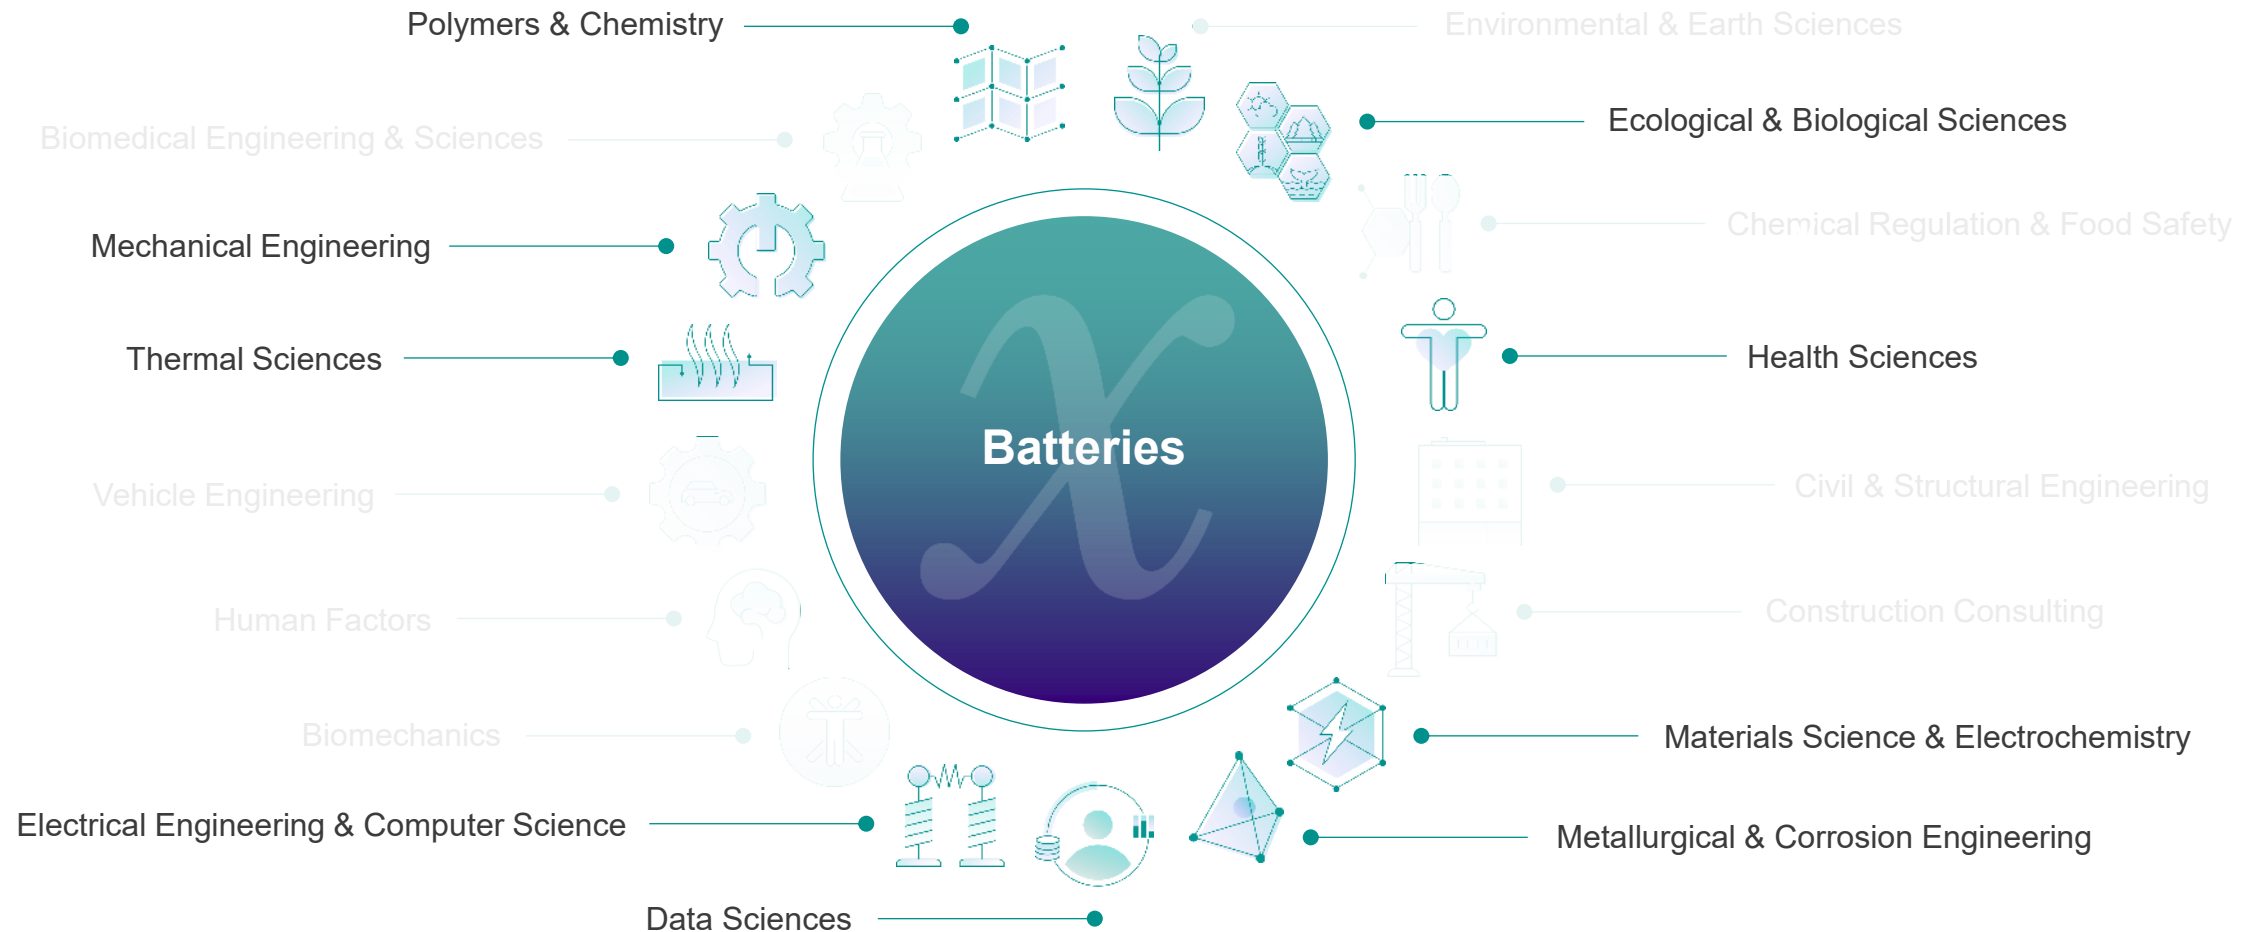 Polymers & Chemistry
Environmental & Earth Sciences
Ecological & Biological Sciences
Biomedical Engineering & Sciences
Chemical Regulation & Food Safety
Mechanical Engineering
Thermal Sciences
Health Sciences
Batteries
Vehicle Engineering
Civil & Structural Engineering
Human Factors
Construction Consulting
Biomechanics
Materials Science & Electrochemistry
Electrical Engineering & Computer Science
Metallurgical & Corrosion Engineering
Data Sciences